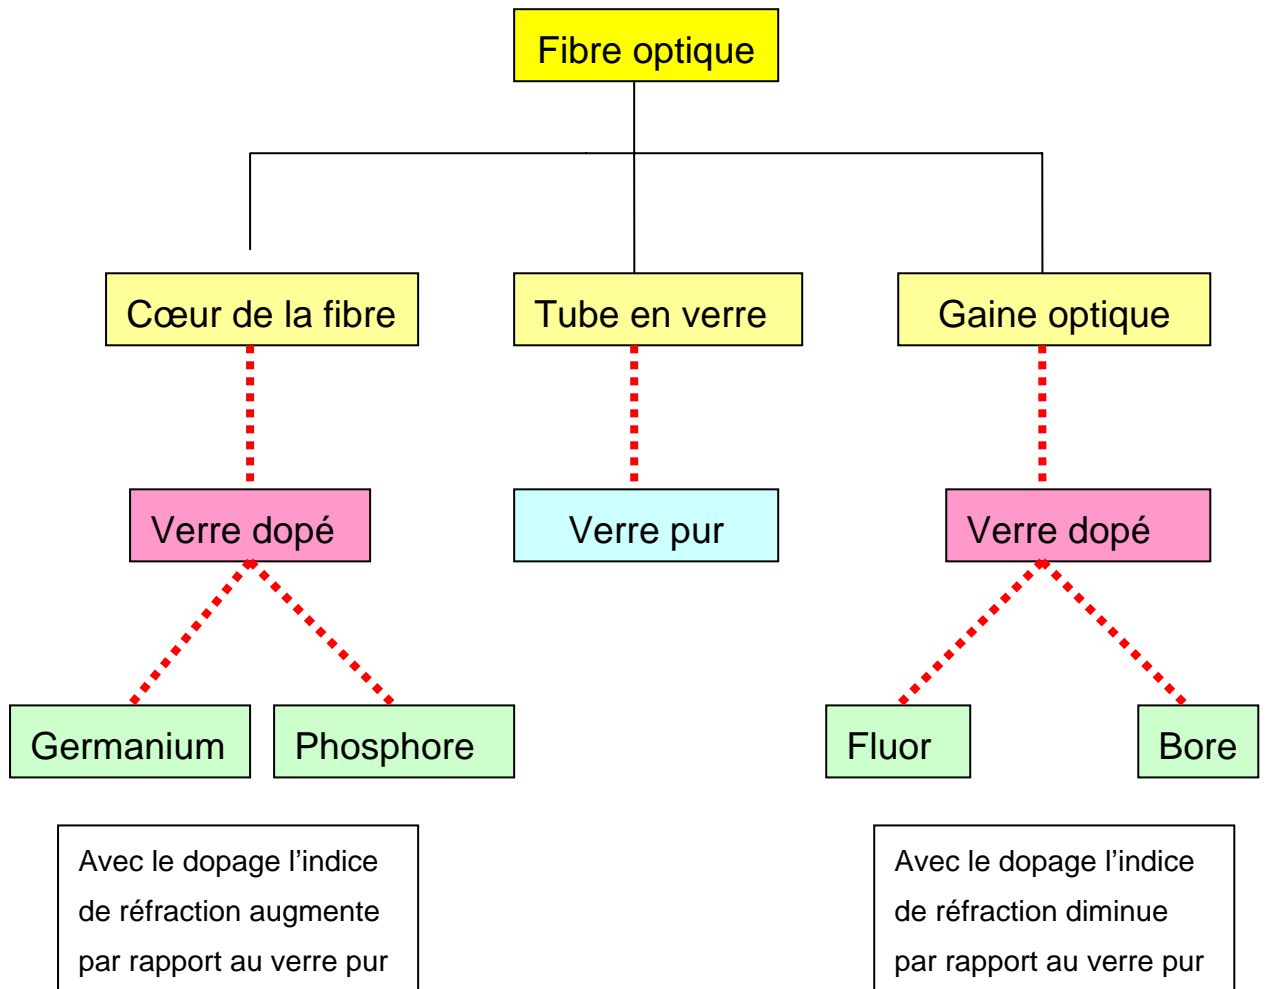 Fibre optique
Cœur de la fibre
Tube en verre
Gaine optique
Verre dopé
Verre pur
Verre dopé
Germanium
Phosphore
Fluor
Bore
Avec le dopage l’indice
de réfraction augmente
par rapport au verre pur
Avec le dopage l’indice
de réfraction diminue
par rapport au verre pur